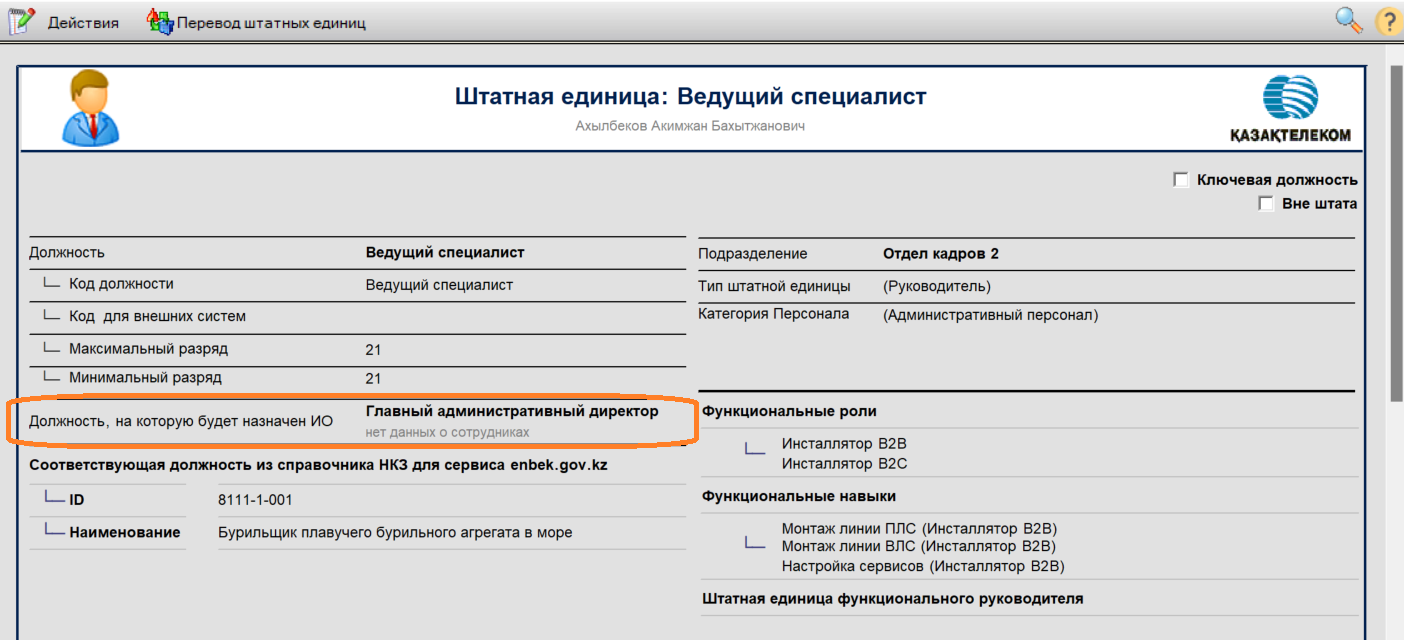 Действия Перевод штатных единиц ?
Штатная единица: Ведущий специалист
Ахылбеков Акимжан Бахытжанович
ҚАЗАҚТЕЛЕКОМ
Ключевая должность
Вне штата
Должность Ведущий специалист
Код должности Ведущий специалист
Код для внешних систем
Максимальный разряд 21
Минимальный разряд 21
Должность, на которую будет назначен ИО Главный административный директор
нет данных о сотрудниках
Соответствующая должность из справочника НКЗ для сервиса enbek.gov.kz
ID 8111-1-001
Наименование Бурильщик плавучего бурильного агрегата в море
Подразделение Отдел кадров 2
Тип штатной единицы (Руководитель)
Категория Персонала (Административный персонал)
Функциональные роли
Инсталлятор B2B
Инсталлятор B2C
Функциональные навыки
Монтаж линии ПЛС (Инсталлятор B2B)
Монтаж линии ВЛС (Инсталлятор B2B)
Настройка сервисов (Инсталлятор B2B)
Штатная единица функционального руководителя